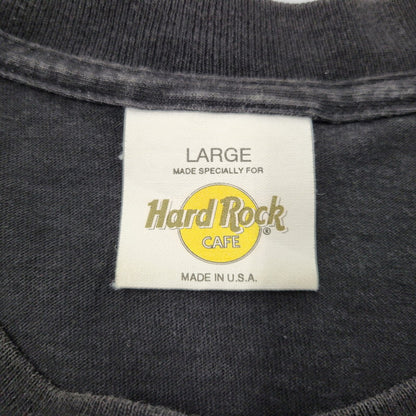 LARGE
MADE SPECIALLY FOR
Hard Rock
CAFE
®
MADE IN U.S.A.